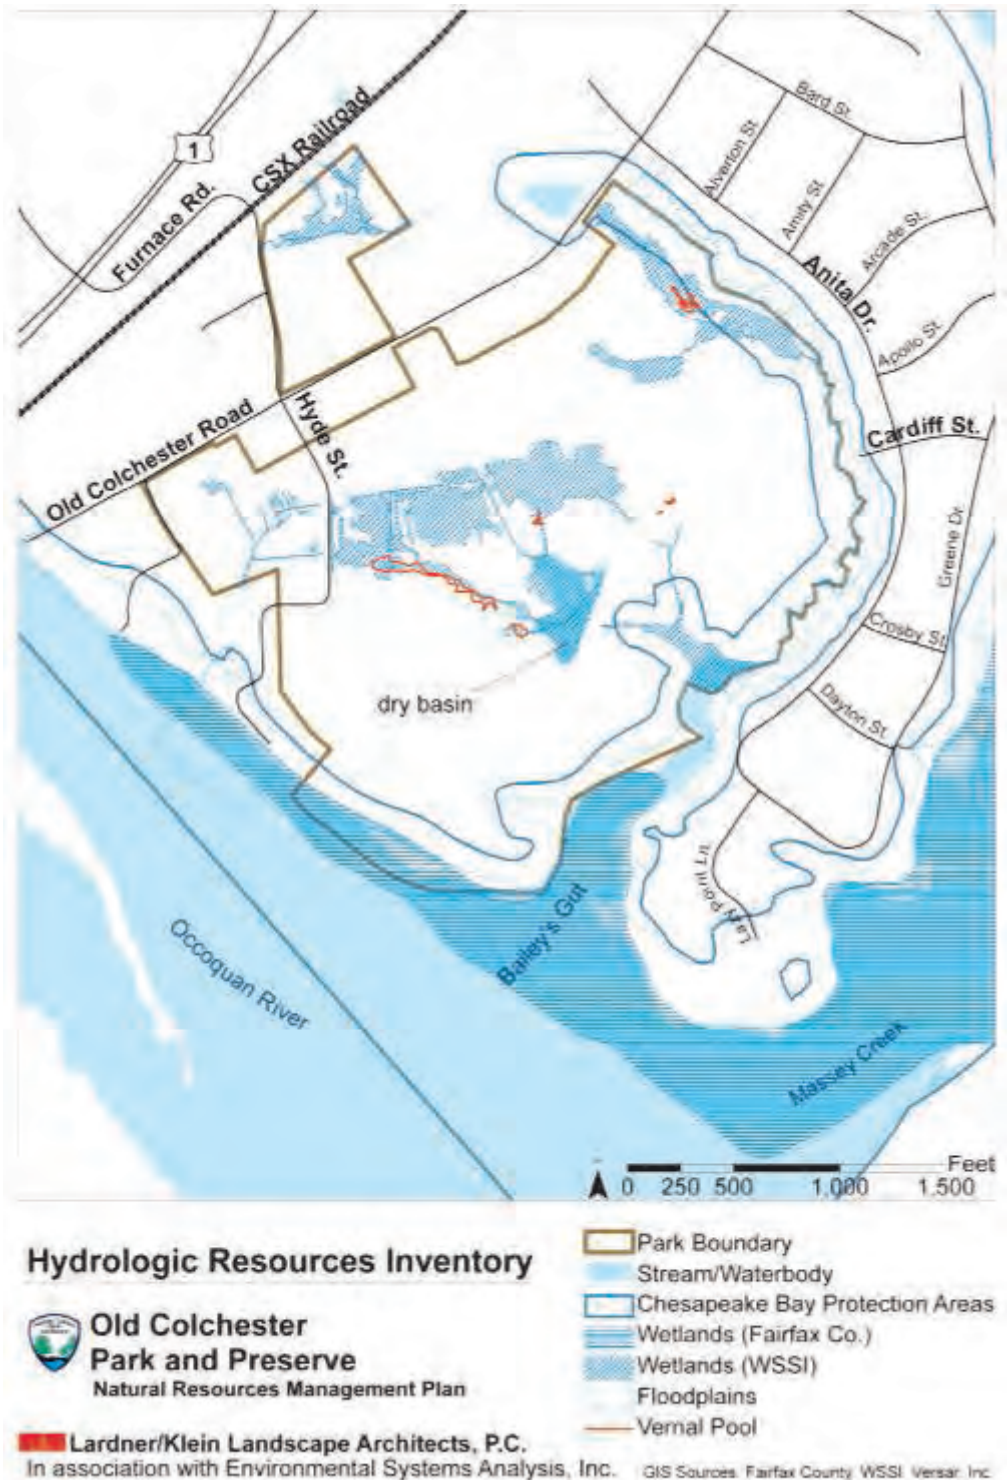 Bard St.
1
CSX Railroad
Alverton St.
Furnace Rd.
Amity St.
Arcade St.
Anita Dr.
Apollo St.
Hyde St.
Old Colchester Road
Cardiff St.
Greene Dr.
Crosby St.
Dayton St.
dry basin
Lazy Point Ln.
Bailey's Gut
Occoquan River
Massey Creek
Feet
0 250 500 1,000 1,500
Hydrologic Resources Inventory
Old Colchester
Park and Preserve
Natural Resources Management Plan
Lardner/Klein Landscape Architects, P.C.
In association with Environmental Systems Analysis, Inc.
Park Boundary
Stream/Waterbody
Chesapeake Bay Protection Areas
Wetlands (Fairfax Co.)
Wetlands (WSSI)
Floodplains
Vernal Pool
GIS Sources: Fairfax County, WSSI, Versar, Inc.